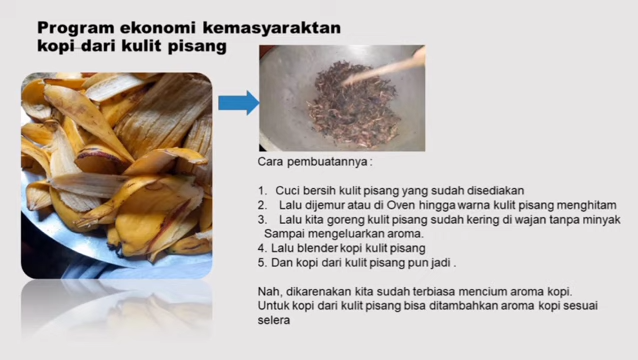 Program ekonomi kemasyaraktan
kopi dari kulit pisang
Cara pembuatannya :
1. Cuci bersih kulit pisang yang sudah disediakan
2. Lalu dijemur atau di Oven hingga warna kulit pisang menghitam
3. Lalu kita goreng kulit pisang sudah kering di wajan tanpa minyak
Sampai mengeluarkan aroma.
4. Lalu blender kopi kulit pisang
5. Dan kopi dari kulit pisang pun jadi .
Nah, dikarenakan kita sudah terbiasa mencium aroma kopi.
Untuk kopi dari kulit pisang bisa ditambahkan aroma kopi sesuai
selera